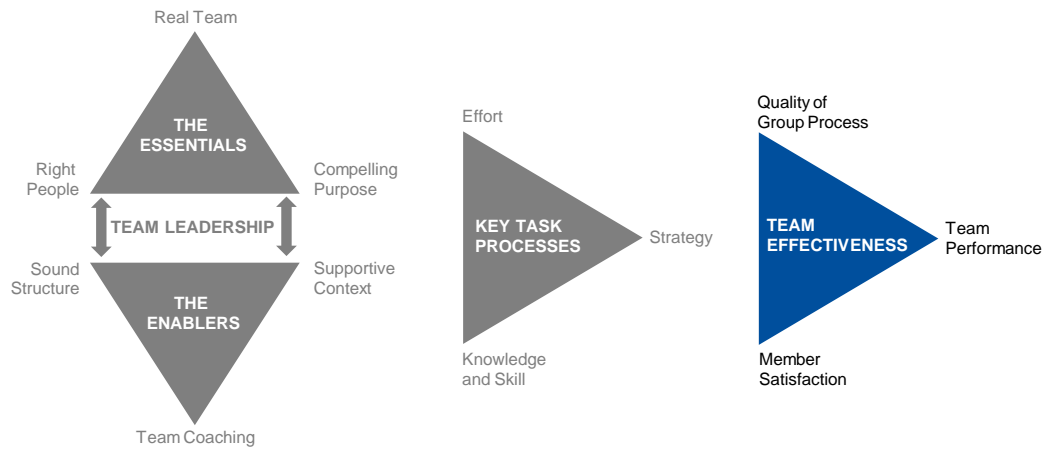 Real Team
THE
ESSENTIALS
Right
People
Compelling
Purpose
TEAM LEADERSHIP
Sound
Structure
Supportive
Context
THE
ENABLERS
Team Coaching
Effort
KEY TASK
PROCESSES
Strategy
Knowledge
and Skill
Quality of
Group Process
TEAM
EFFECTIVENESS
Team
Performance
Member
Satisfaction